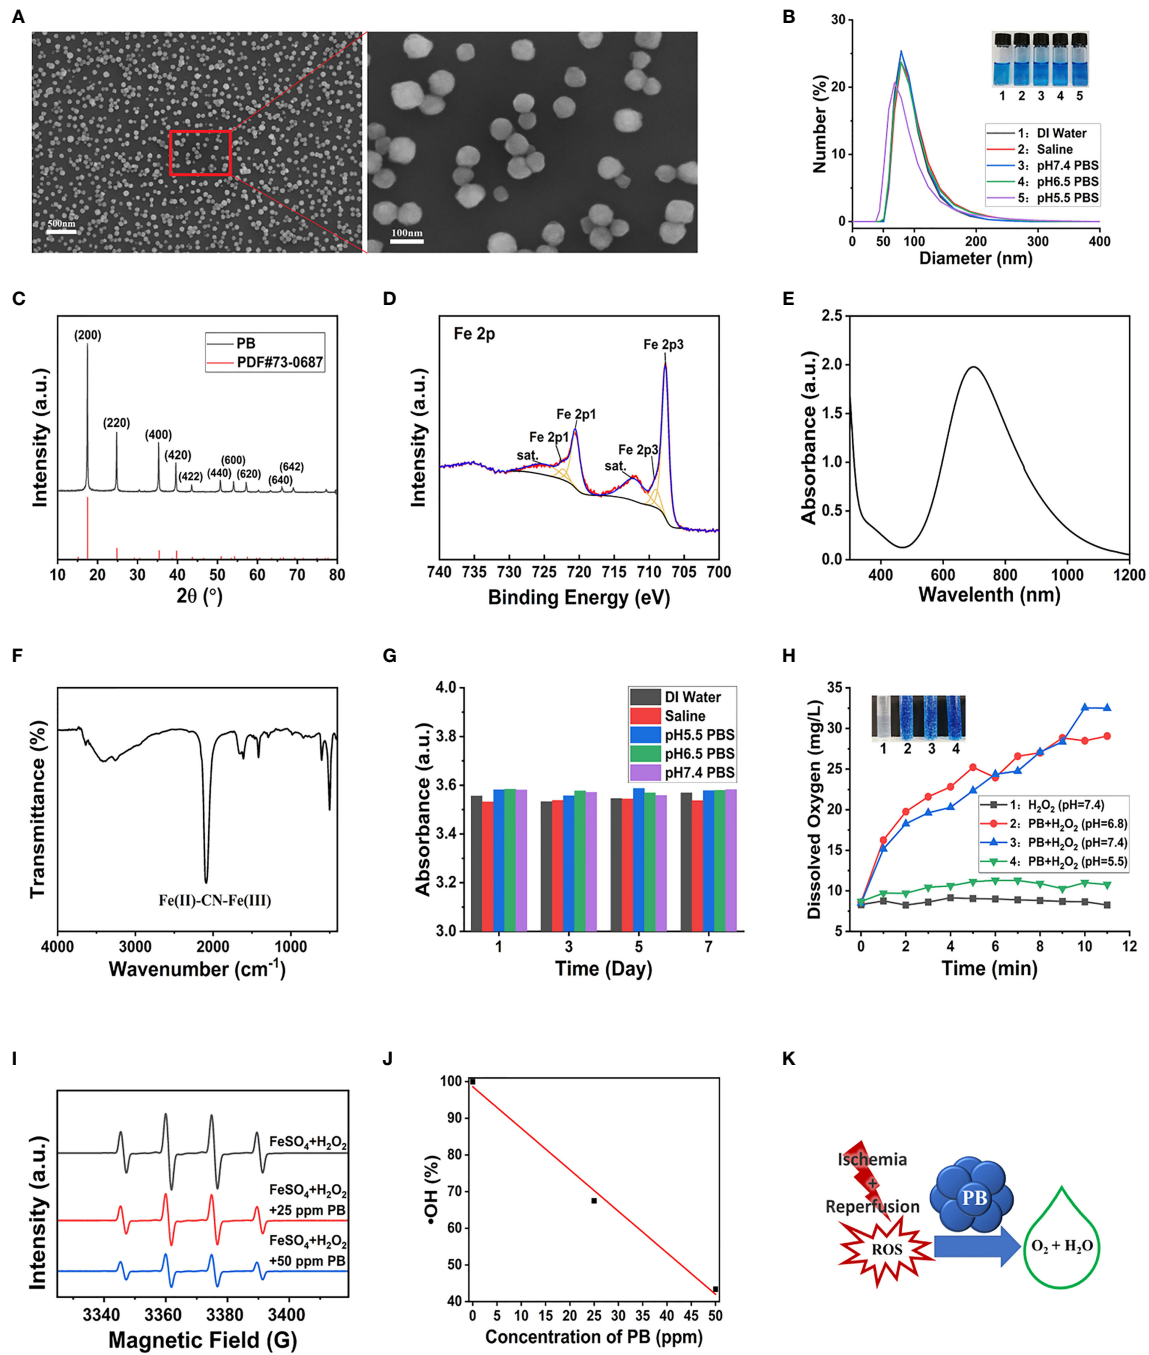 A
500nm
100nm
B
Number (%)
30
20
10
0
0 50 100 200 300 400
Diameter (nm)
1 2 3 4 5
1: DI Water
2: Saline
3: pH7.4 PBS
4: pH6.5 PBS
5: pH5.5 PBS
C
Intensity (a.u.)
(200)
(220)
(400)
(420)
(422)
(440)
(600)
(620)
(640)
(642)
PB
PDF#73-0687
10 20 30 40 50 60 70 80
2θ (°)
D
Intensity (a.u.)
Fe 2p
Fe 2p3
Fe 2p1
Fe 2p1
sat.
Fe 2p3
sat.
740 735 730 725 720 715 710 705 700
Binding Energy (eV)
E
Absorbance (a.u.)
2.5
2.0
1.5
1.0
0.5
0.0
400 600 800 1000 1200
Wavelenth (nm)
F
Transmittance (%)
Fe(II)-CN-Fe(III)
4000 3000 2000 1000
Wavenumber (cm-1)
G
Absorbance (a.u.)
4.0
3.8
3.6
3.4
3.2
3.0
DI Water
Saline
pH5.5 PBS
pH6.5 PBS
pH7.4 PBS
1 3 5 7
Time (Day)
H
Dissolved Oxygen (mg/L)
35
30
25
20
15
10
5
1 2 3 4
1: H2O2 (pH=7.4)
2: PB+H2O2 (pH=6.8)
3: PB+H2O2 (pH=7.4)
4: PB+H2O2 (pH=5.5)
0 2 4 6 8 10 12
Time (min)
I
Intensity (a.u.)
FeSO4+H2O2
FeSO4+H2O2
+25 ppm PB
FeSO4+H2O2
+50 ppm PB
3340 3360 3380 3400
Magnetic Field (G)
J
•OH (%)
100
90
80
70
60
50
40
0 5 10 15 20 25 30 35 40 45 50
Concentration of PB (ppm)
K
Ischemia
+
Reperfusion
ROS
PB
O2 + H2O